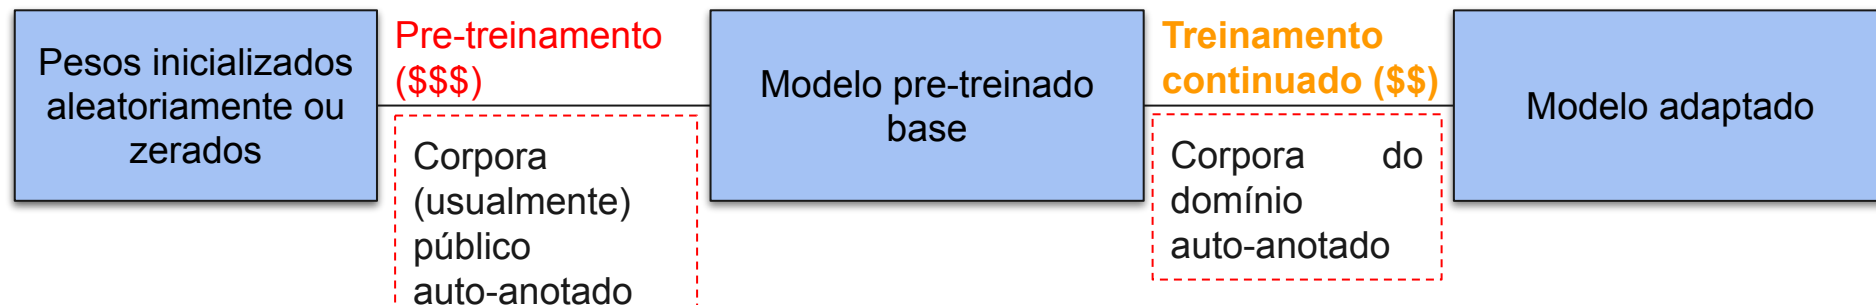 Pesos inicializados
aleatoriamente ou
zerados
Pre-treinamento
($$$)
Corpora
(usualmente)
público
auto-anotado
Modelo pre-treinado
base
Treinamento
continuado ($$)
Corpora do
domínio
auto-anotado
Modelo adaptado